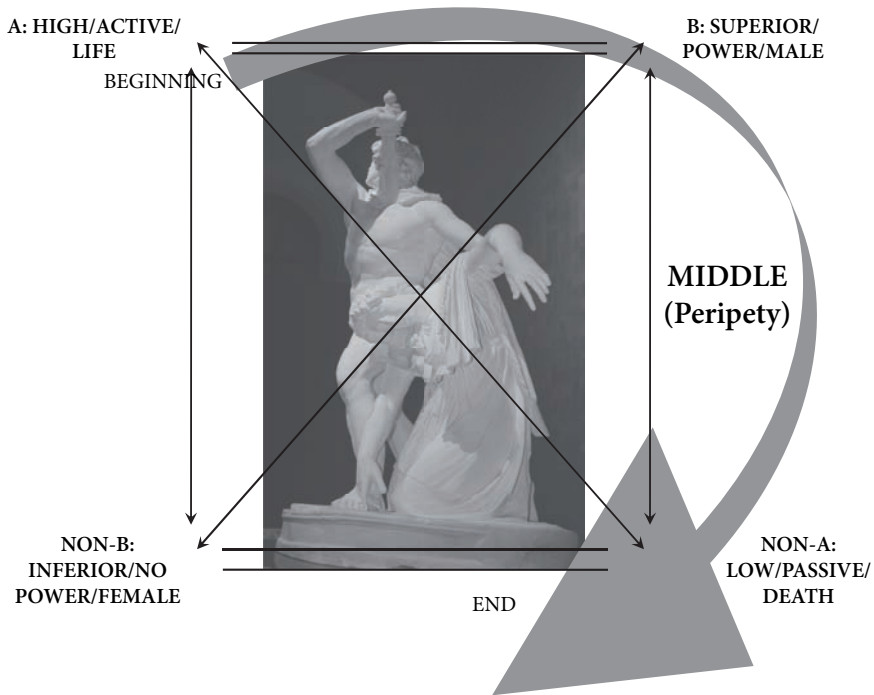 A: HIGH/ACTIVE/
LIFE
B: SUPERIOR/
POWER/MALE
BEGINNING
MIDDLE
(Peripety)
NON-B:
INFERIOR/NO
POWER/FEMALE
NON-A:
LOW/PASSIVE/
DEATH
END